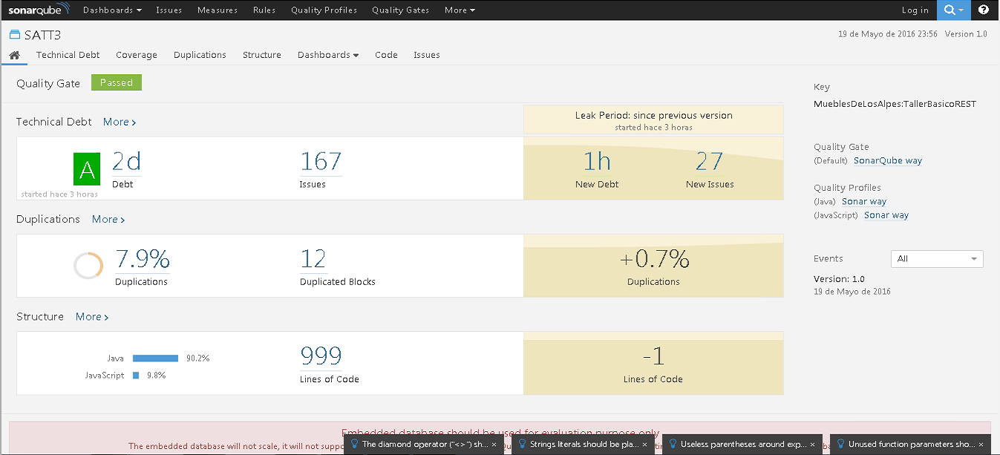 sonarqube Dashboards Issues Measures Rules Quality Profiles Quality Gates More Log in
SATT3
19 de Mayo de 2016 23:56 Version 1.0
Technical Debt Coverage Duplications Structure Dashboards Code Issues
Quality Gate Passed
Technical Debt More >
Leak Period: since previous version
started hace 3 horas
A 2d 167 1h 27
Debt Issues New Debt New Issues
started hace 3 horas
Duplications More >
7.9% 12 +0.7%
Duplications Duplicated Blocks Duplications
Structure More >
Java 90.2%
JavaScript 9.8%
999 -1
Lines of Code Lines of Code
Key
MueblesDeLosAlpes:TallerBasicoREST
Quality Gate
(Default) SonarQube way
Quality Profiles
(Java) Sonar way
(JavaScript) Sonar way
Events All
Version: 1.0
19 de Mayo de 2016
Embedded database should be used for evaluation purpose only
The embedded database will not scale, it will not
The diamond operator ("<>") sh... ×
Strings literals should be pla... ×
Useless parentheses around exp... ×
Unused function parameters sho... ×